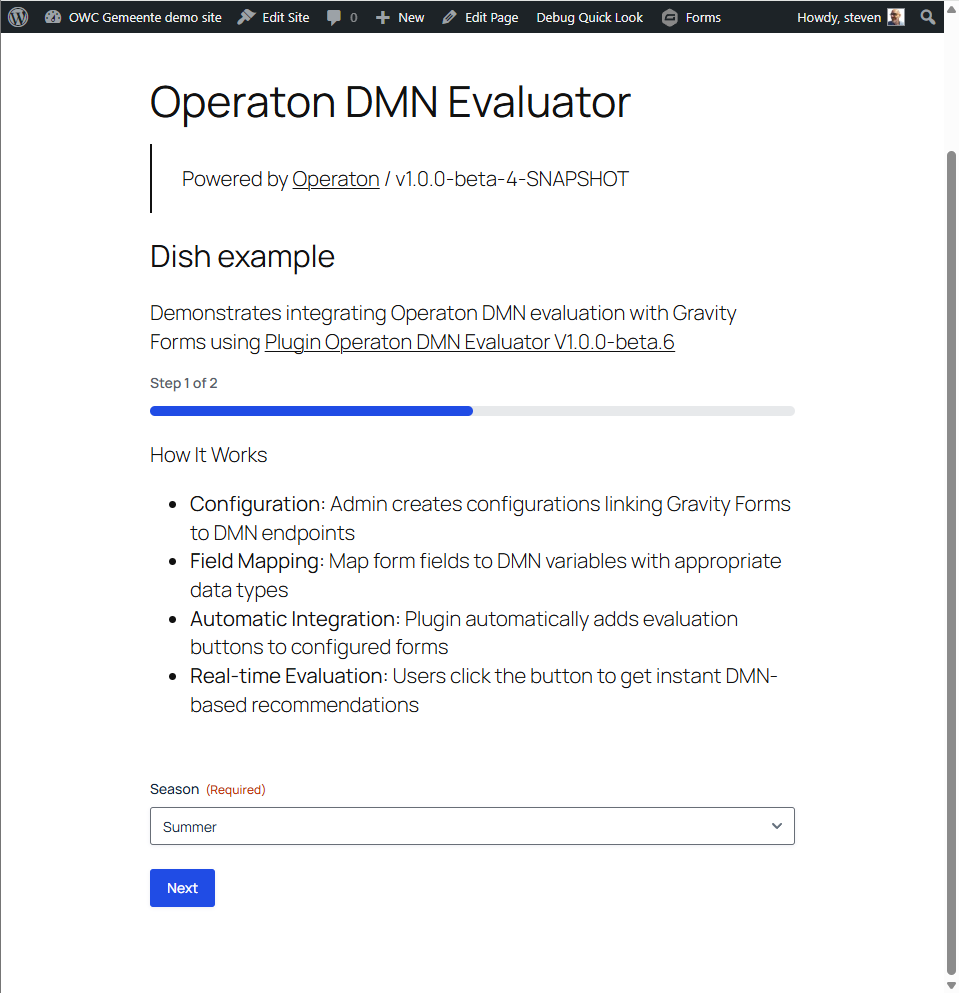 OWC Gemeente demo site Edit Site 0 New Edit Page Debug Quick Look Forms Howdy, steven
Operaton DMN Evaluator
Powered by Operaton / v1.0.0-beta-4-SNAPSHOT
Dish example
Demonstrates integrating Operaton DMN evaluation with Gravity
Forms using Plugin Operaton DMN Evaluator V1.0.0-beta.6
Step 1 of 2
How It Works
• Configuration: Admin creates configurations linking Gravity Forms
to DMN endpoints
• Field Mapping: Map form fields to DMN variables with appropriate
data types
• Automatic Integration: Plugin automatically adds evaluation
buttons to configured forms
• Real-time Evaluation: Users click the button to get instant DMN-
based recommendations
Season (Required)
Summer
Next